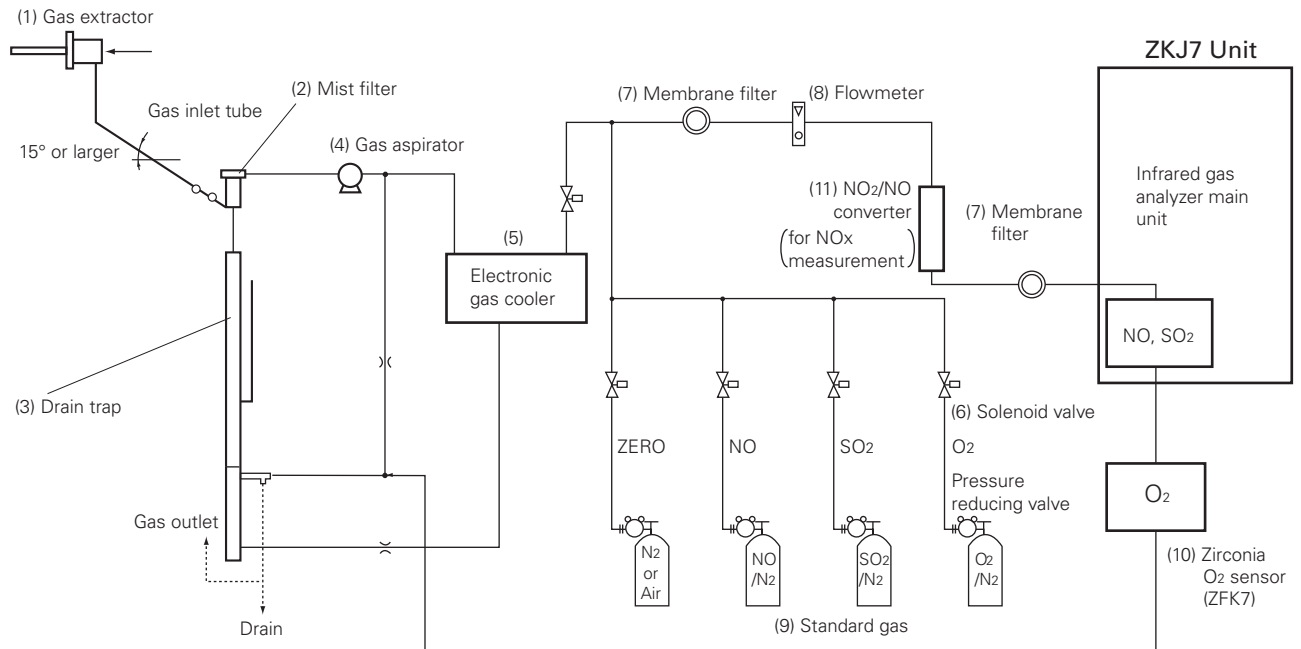 (1) Gas extractor
Gas inlet tube
15° or larger
(2) Mist filter
(4) Gas aspirator
(3) Drain trap
Gas outlet
Drain
(5)
Electronic
gas cooler
(7) Membrane filter
(8) Flowmeter
(11) NO2/NO
converter
(for NOx
measurement)
(7) Membrane
filter
ZKJ7 Unit
Infrared gas
analyzer main
unit
NO, SO2
O2
(10) Zirconia
O2 sensor
(ZFK7)
(6) Solenoid valve
ZERO
NO
SO2
O2
Pressure
reducing valve
N2
or
Air
NO
/N2
SO2
/N2
O2
/N2
(9) Standard gas